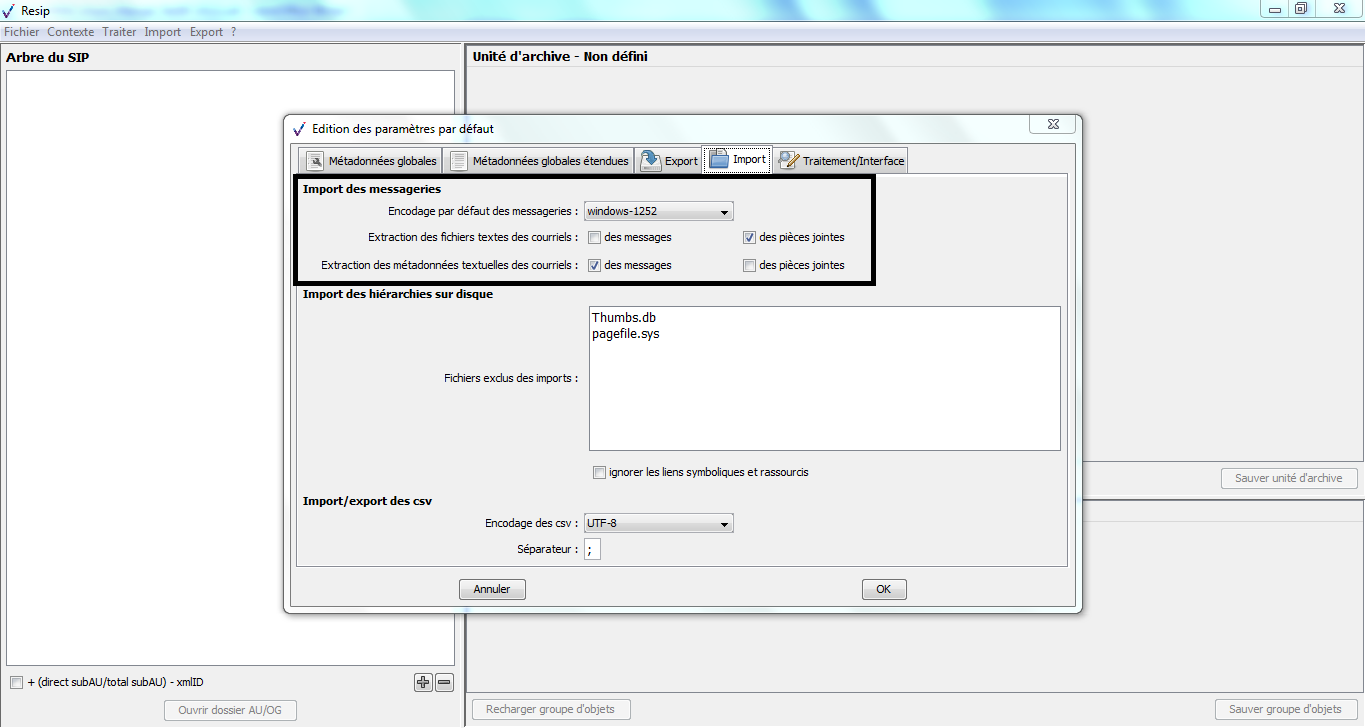 Resip
Fichier Contexte Traiter Import Export ?
Arbre du SIP
Unité d'archive - Non défini
Edition des paramètres par défaut
Métadonnées globales Métadonnées globales étendues Export Import Traitement/Interface
Import des messageries
Encodage par défaut des messageries : windows-1252
Extraction des fichiers textes des courriels : des messages des pièces jointes
Extraction des métadonnées textuelles des courriels : des messages des pièces jointes
Import des hiérarchies sur disque
Thumbs.db
pagefile.sys
Fichiers exclus des imports :
ignorer les liens symboliques et rassourcis
Sauver unité d'archive
Import/export des csv
Encodage des csv : UTF-8
Séparateur : ;
Annuler OK
+ (direct subAU/total subAU) - xmlID
Ouvrir dossier AU/OG
Recharger groupe d'objets
Sauver groupe d'objets